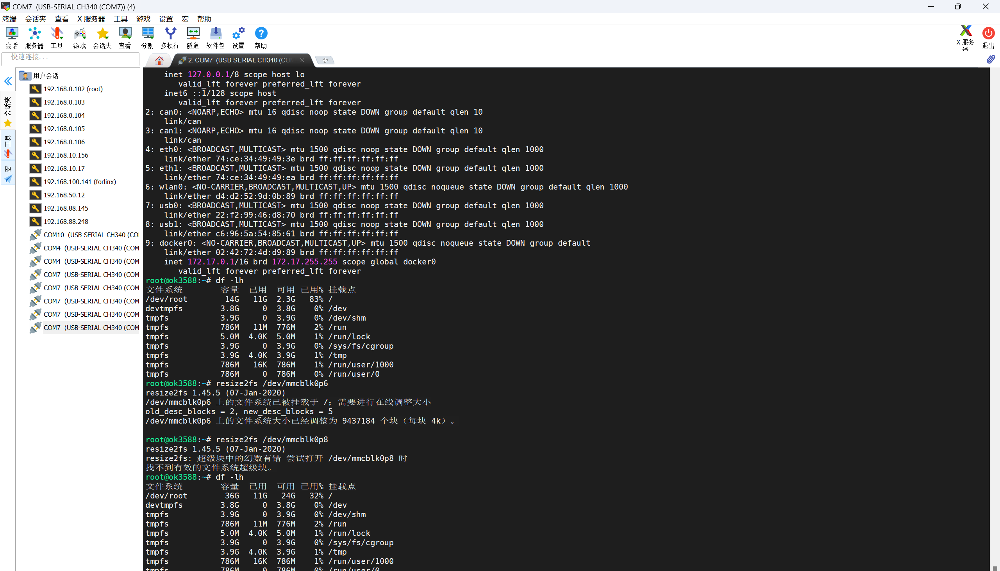 COM7  (USB-SERIAL CH340 (COM7)) (4)
终端 会话夹 查看 X 服务器 工具 游戏 设置 宏 帮助
会话 服务器 工具 游戏 会话夹 查看 分割 多执行 隧道 软件包 设置 帮助 X 服务器 退出
快速连接...
2. COM7  (USB-SERIAL CH340 (CO
会话夹
工具
宏
用户会话
192.168.0.102 (root)
192.168.0.103
192.168.0.104
192.168.0.105
192.168.0.106
192.168.10.156
192.168.10.17
192.168.100.141 (forlinx)
192.168.50.12
192.168.88.145
192.168.88.248
COM10  (USB-SERIAL CH340 (CO
COM4  (USB-SERIAL CH340 (COM
COM4  (USB-SERIAL CH340 (COM
COM7  (USB-SERIAL CH340 (COM
COM7  (USB-SERIAL CH340 (COM
COM7  (USB-SERIAL CH340 (COM
COM7  (USB-SERIAL CH340 (COM
COM7  (USB-SERIAL CH340 (COM
inet 127.0.0.1/8 scope host lo
valid_lft forever preferred_lft forever
inet6 ::1/128 scope host
valid_lft forever preferred_lft forever
2: can0: <NOARP,ECHO> mtu 16 qdisc noop state DOWN group default qlen 10
link/can
3: can1: <NOARP,ECHO> mtu 16 qdisc noop state DOWN group default qlen 10
link/can
4: eth0: <BROADCAST,MULTICAST> mtu 1500 qdisc noop state DOWN group default qlen 1000
link/ether 74:ce:34:49:49:3e brd ff:ff:ff:ff:ff:ff
5: eth1: <BROADCAST,MULTICAST> mtu 1500 qdisc noop state DOWN group default qlen 1000
link/ether 74:ce:34:49:49:ea brd ff:ff:ff:ff:ff:ff
6: wlan0: <NO-CARRIER,BROADCAST,MULTICAST,UP> mtu 1500 qdisc noqueue state DOWN group default qlen 1000
link/ether d4:d2:52:9d:0b:89 brd ff:ff:ff:ff:ff:ff
7: usb0: <BROADCAST,MULTICAST> mtu 1500 qdisc noop state DOWN group default qlen 1000
link/ether 22:f2:99:46:d8:70 brd ff:ff:ff:ff:ff:ff
8: usb1: <BROADCAST,MULTICAST> mtu 1500 qdisc noop state DOWN group default qlen 1000
link/ether c6:96:5a:54:85:61 brd ff:ff:ff:ff:ff:ff
9: docker0: <NO-CARRIER,BROADCAST,MULTICAST,UP> mtu 1500 qdisc noqueue state DOWN group default
link/ether 02:42:72:4d:d9:89 brd ff:ff:ff:ff:ff:ff
inet 172.17.0.1/16 brd 172.17.255.255 scope global docker0
valid_lft forever preferred_lft forever
root@ok3588:~# df -lh
文件系统 容量 已用 可用 已用% 挂载点
/dev/root 14G 11G 2.3G 83% /
devtmpfs 3.8G 0 3.8G 0% /dev
tmpfs 3.9G 0 3.9G 0% /dev/shm
tmpfs 786M 11M 776M 2% /run
tmpfs 5.0M 4.0K 5.0M 1% /run/lock
tmpfs 3.9G 0 3.9G 0% /sys/fs/cgroup
tmpfs 3.9G 4.0K 3.9G 1% /tmp
tmpfs 786M 16K 786M 1% /run/user/1000
tmpfs 786M 0 786M 0% /run/user/0
root@ok3588:~# resize2fs /dev/mmcblk0p6
resize2fs 1.45.5 (07-Jan-2020)
/dev/mmcblk0p6 上的文件系统已被挂载于 /；需要进行在线调整大小
old_desc_blocks = 2, new_desc_blocks = 5
/dev/mmcblk0p6 上的文件系统大小已经调整为 9437184 个块（每块 4k）。
root@ok3588:~# resize2fs /dev/mmcblk0p8
resize2fs 1.45.5 (07-Jan-2020)
resize2fs: 超级块中的幻数有错 尝试打开 /dev/mmcblk0p8 时
找不到有效的文件系统超级块。
root@ok3588:~# df -lh
文件系统 容量 已用 可用 已用% 挂载点
/dev/root 36G 11G 24G 32% /
devtmpfs 3.8G 0 3.8G 0% /dev
tmpfs 3.9G 0 3.9G 0% /dev/shm
tmpfs 786M 11M 776M 2% /run
tmpfs 5.0M 4.0K 5.0M 1% /run/lock
tmpfs 3.9G 0 3.9G 0% /sys/fs/cgroup
tmpfs 3.9G 4.0K 3.9G 1% /tmp
tmpfs 786M 16K 786M 1% /run/user/1000
tmpfs 786M 0 786M 0% /run/user/0